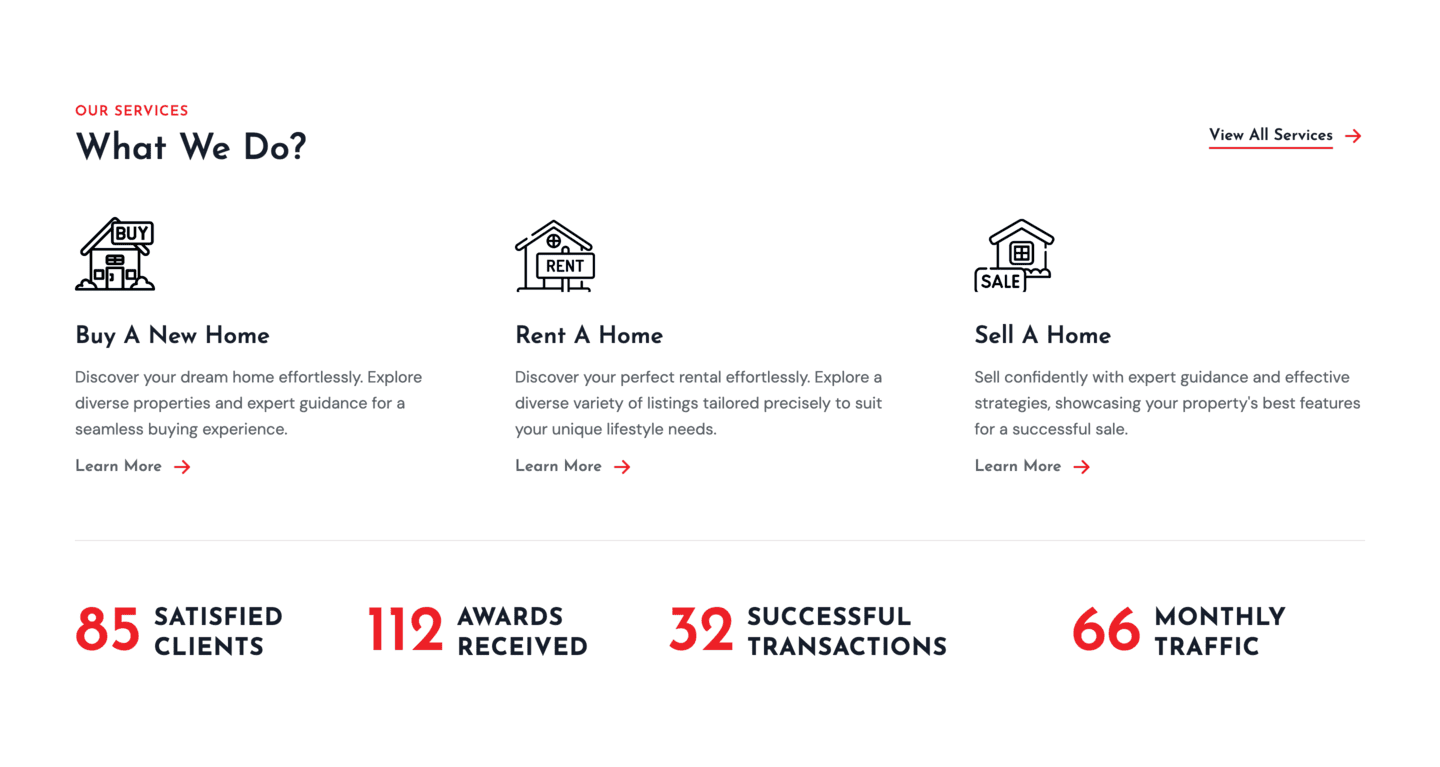 OUR SERVICES
What We Do?
View All Services
BUY
RENT
SALE
Buy A New Home
Discover your dream home effortlessly. Explore
diverse properties and expert guidance for a
seamless buying experience.
Learn More
Rent A Home
Discover your perfect rental effortlessly. Explore a
diverse variety of listings tailored precisely to suit
your unique lifestyle needs.
Learn More
Sell A Home
Sell confidently with expert guidance and effective
strategies, showcasing your property's best features
for a successful sale.
Learn More
85 SATISFIED
CLIENTS
112 AWARDS
RECEIVED
32 SUCCESSFUL
TRANSACTIONS
66 MONTHLY
TRAFFIC